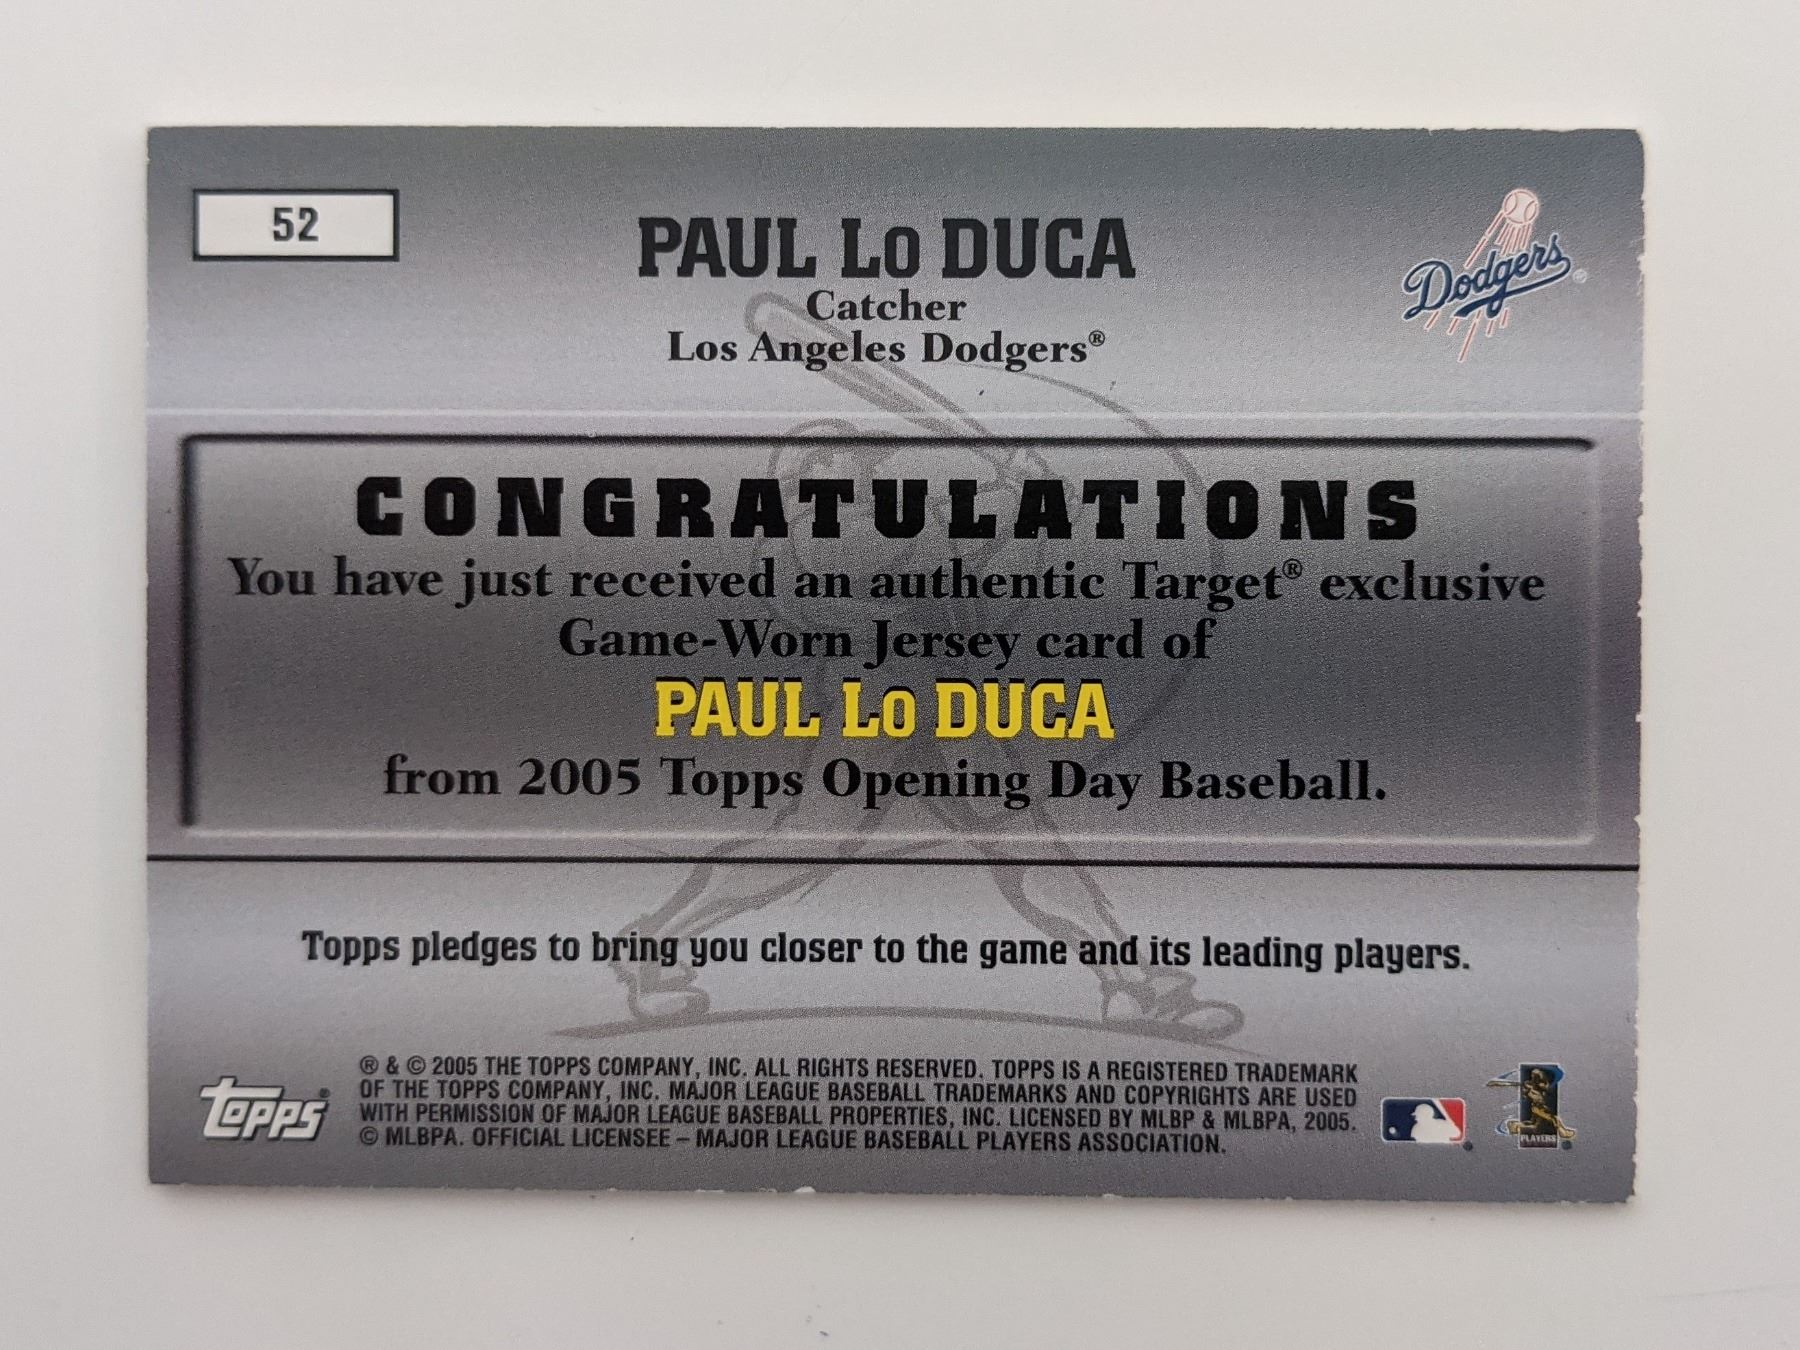 52
PAUL Lo DUCA
Catcher
Los Angeles Dodgers®
Dodgers®
CONGRATULATIONS
You have just received an authentic Target® exclusive
Game-Worn Jersey card of
PAUL Lo DUCA
from 2005 Topps Opening Day Baseball.
Topps pledges to bring you closer to the game and its leading players.
® & © 2005 THE TOPPS COMPANY, INC. ALL RIGHTS RESERVED. TOPPS IS A REGISTERED TRADEMARK
OF THE TOPPS COMPANY, INC. MAJOR LEAGUE BASEBALL TRADEMARKS AND COPYRIGHTS ARE USED
WITH PERMISSION OF MAJOR LEAGUE BASEBALL PROPERTIES, INC. LICENSED BY MLBP & MLBPA, 2005.
© MLBPA. OFFICIAL LICENSEE – MAJOR LEAGUE BASEBALL PLAYERS ASSOCIATION.
Topps®
PLAYERS